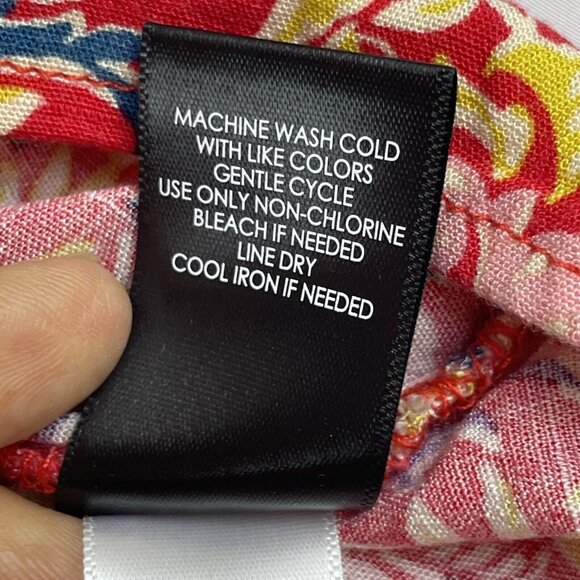 MACHINE WASH COLD
WITH LIKE COLORS
GENTLE CYCLE
USE ONLY NON-CHLORINE
BLEACH IF NEEDED
LINE DRY
COOL IRON IF NEEDED